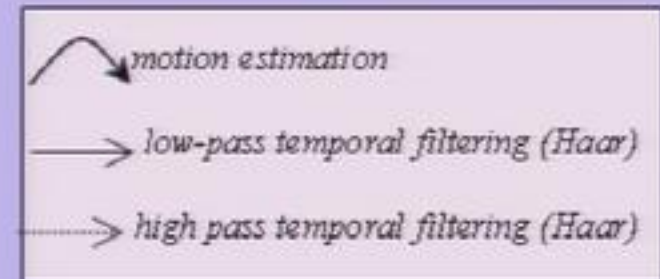 motion estimation
low-pass temporal filtering (Haar)
high pass temporal filtering (Haar)